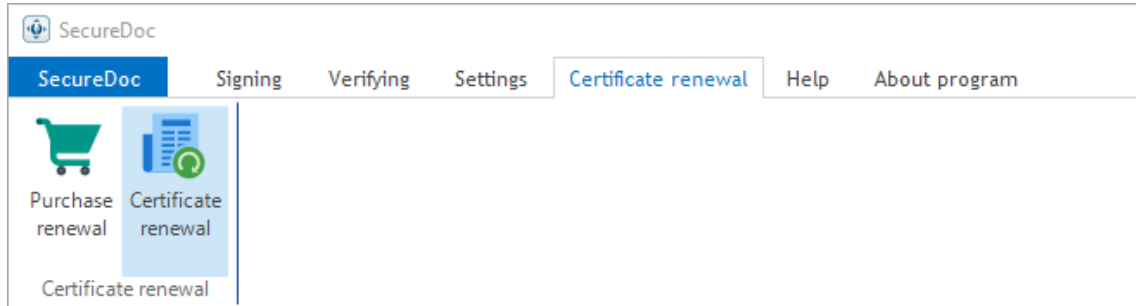 SecureDoc
SecureDoc Signing Verifying Settings Certificate renewal Help About program
Purchase renewal
Certificate renewal
Certificate renewal